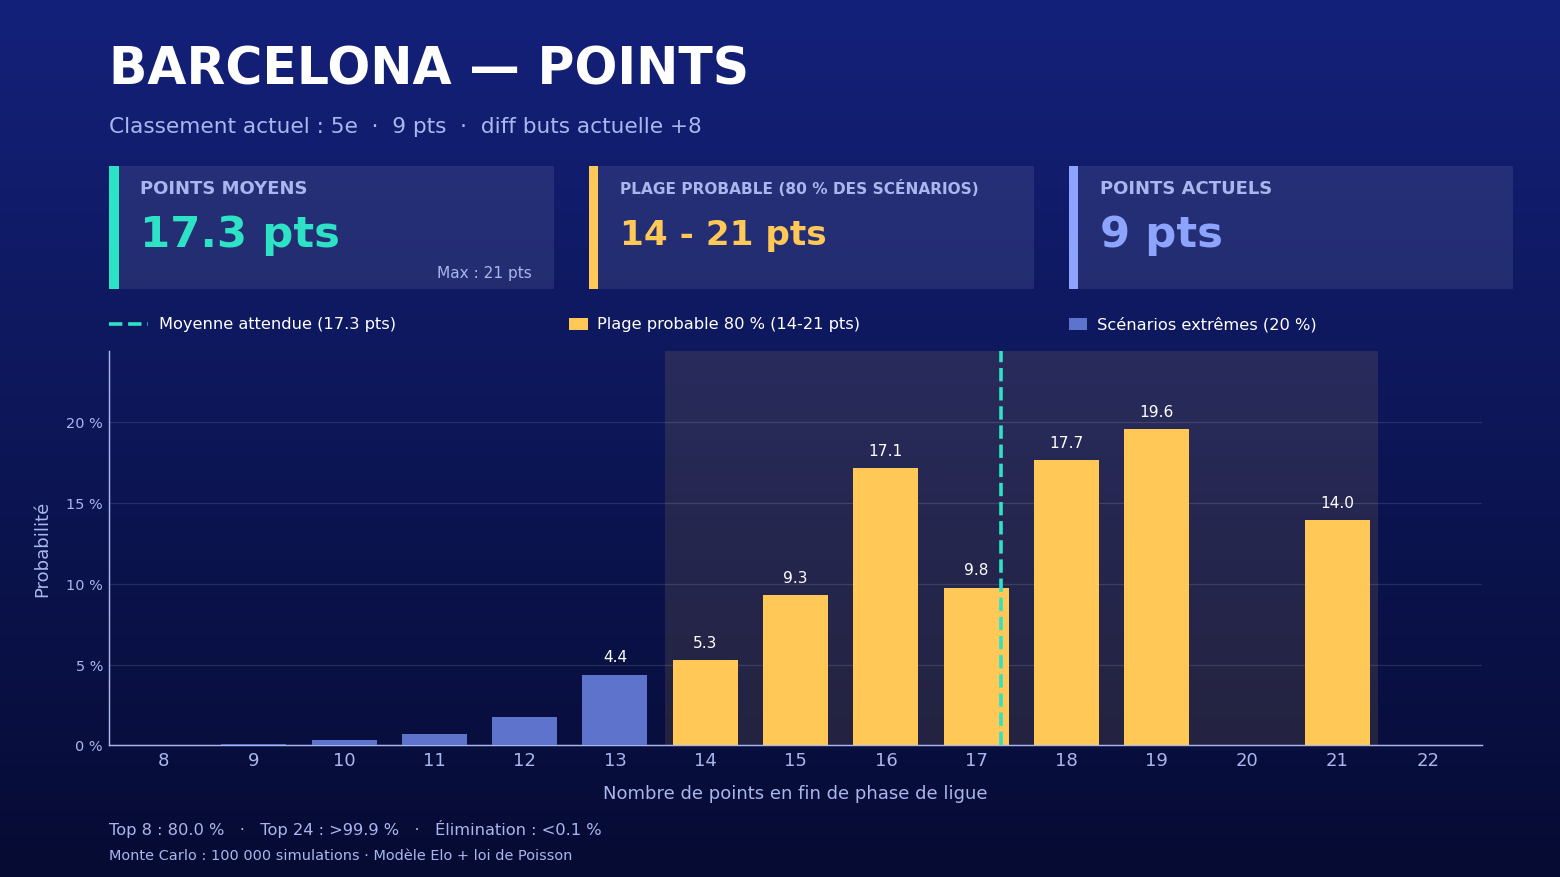 BARCELONA — POINTS
Classement actuel : 5e · 9 pts · diff buts actuelle +8
POINTS MOYENS
17.3 pts
Max : 21 pts
PLAGE PROBABLE (80 % DES SCÉNARIOS)
14 - 21 pts
POINTS ACTUELS
9 pts
Moyenne attendue (17.3 pts)
Plage probable 80 % (14-21 pts)
Scénarios extrêmes (20 %)
Probabilité
20 %
15 %
10 %
5 %
0 %
4.4
5.3
9.3
17.1
9.8
17.7
19.6
14.0
8 9 10 11 12 13 14 15 16 17 18 19 20 21 22
Nombre de points en fin de phase de ligue
Top 8 : 80.0 % · Top 24 : >99.9 % · Élimination : <0.1 %
Monte Carlo : 100 000 simulations · Modèle Elo + loi de Poisson